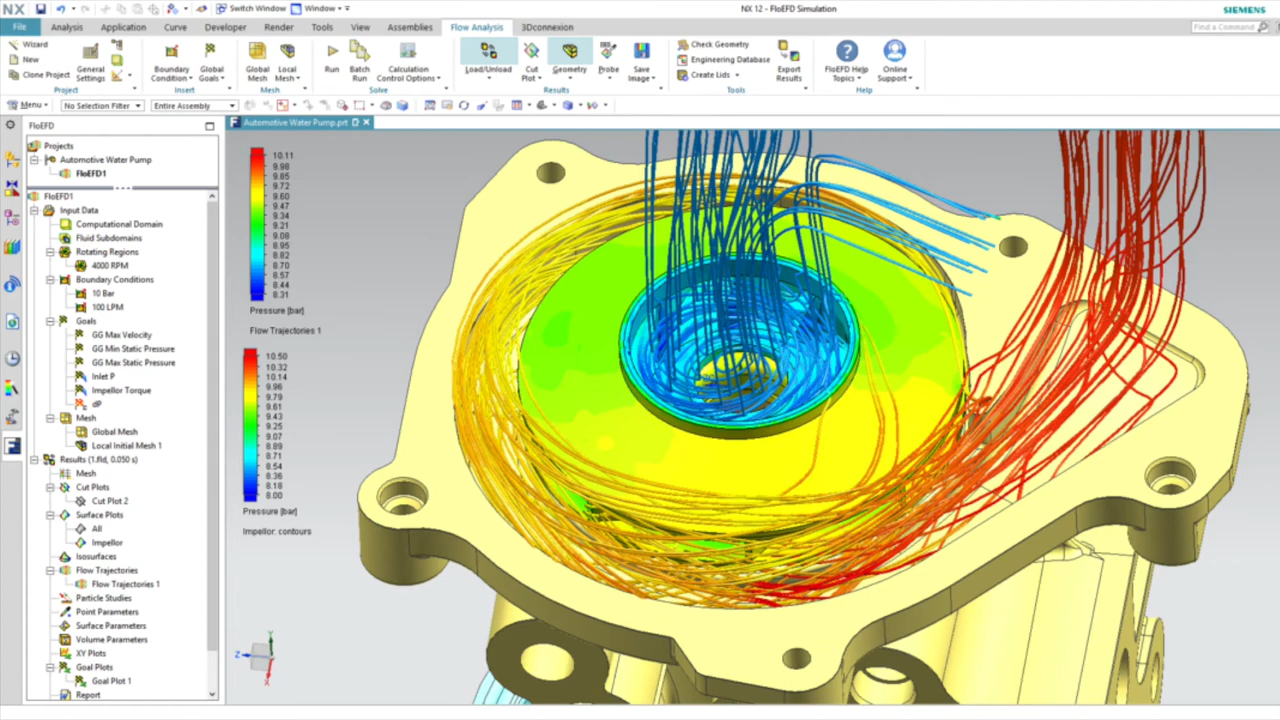 NX
Switch Window
Window
NX 12 - FloEFD Simulation
SIEMENS
File
Analysis
Application
Curve
Developer
Render
Tools
View
Assemblies
Flow Analysis
3Dconnexion
Find a Command
Wizard
New
Clone Project
General Settings
Project
Boundary Condition
Global Goals
Insert
Global Mesh
Local Mesh
Mesh
Run
Batch Run
Calculation Control Options
Solve
Load/Unload
Cut Plot
Geometry
Probe
Save Image
Results
Check Geometry
Engineering Database
Create Lids
Export Results
Tools
FloEFD Help Topics
Online Support
Help
Menu
No Selection Filter
Entire Assembly
FloEFD
Automotive Water Pump.prt
Projects
Automotive Water Pump
FloEFD1
FloEFD1
Input Data
Computational Domain
Fluid Subdomains
Rotating Regions
4000 RPM
Boundary Conditions
10 Bar
100 LPM
Goals
GG Max Velocity
GG Min Static Pressure
GG Max Static Pressure
Inlet P
Impellor Torque
Mesh
Global Mesh
Local Initial Mesh 1
Results (1.fld, 0.050 s)
Mesh
Cut Plots
Cut Plot 2
Surface Plots
All
Impellor
Isosurfaces
Flow Trajectories
Flow Trajectories 1
Particle Studies
Point Parameters
Surface Parameters
Volume Parameters
XY Plots
Goal Plots
Goal Plot 1
Report
10.11
9.98
9.85
9.72
9.60
9.47
9.34
9.21
9.08
8.95
8.82
8.70
8.57
8.44
8.31
Pressure [bar]
Flow Trajectories 1
10.50
10.32
10.14
9.96
9.79
9.61
9.43
9.25
9.07
8.89
8.71
8.54
8.36
8.18
8.00
Pressure [bar]
Impellor: contours
Y
Z
X